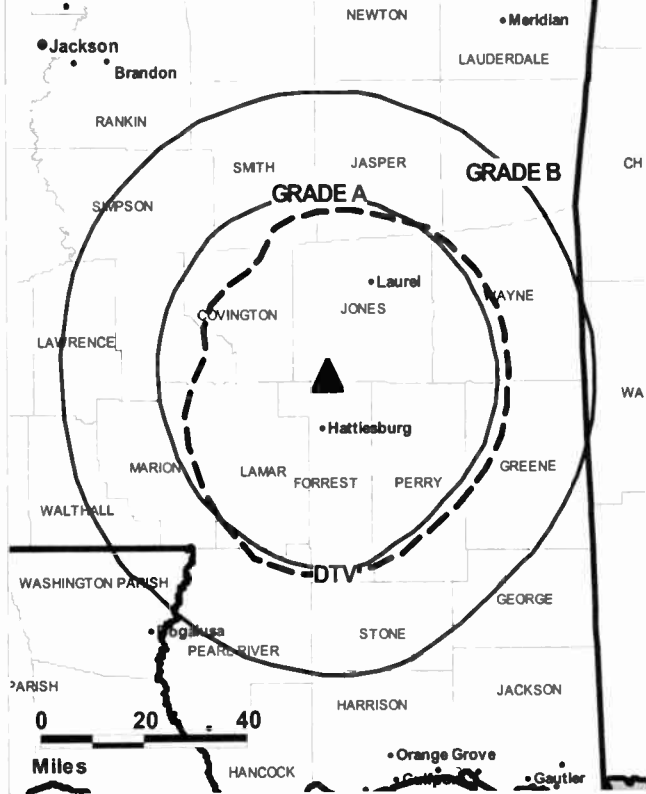 NEWTON
Meridian
Jackson
LAUDERDALE
Brandon
RANKIN
SMITH
JASPER
CH
GRADE B
GRADE A
SIMPSON
Laurel
WAYNE
COVINGTON
JONES
LAWRENCE
WA
Hattiesburg
MARION
LAMAR
GREENE
FORREST
PERRY
WALTHALL
DTV
WASHINGTON PARISH
GEORGE
Bogalusa
STONE
PEARL RIVER
PARISH
JACKSON
HARRISON
0 20 40
Orange Grove
Miles
HANCOCK
Gulfport
Gautier